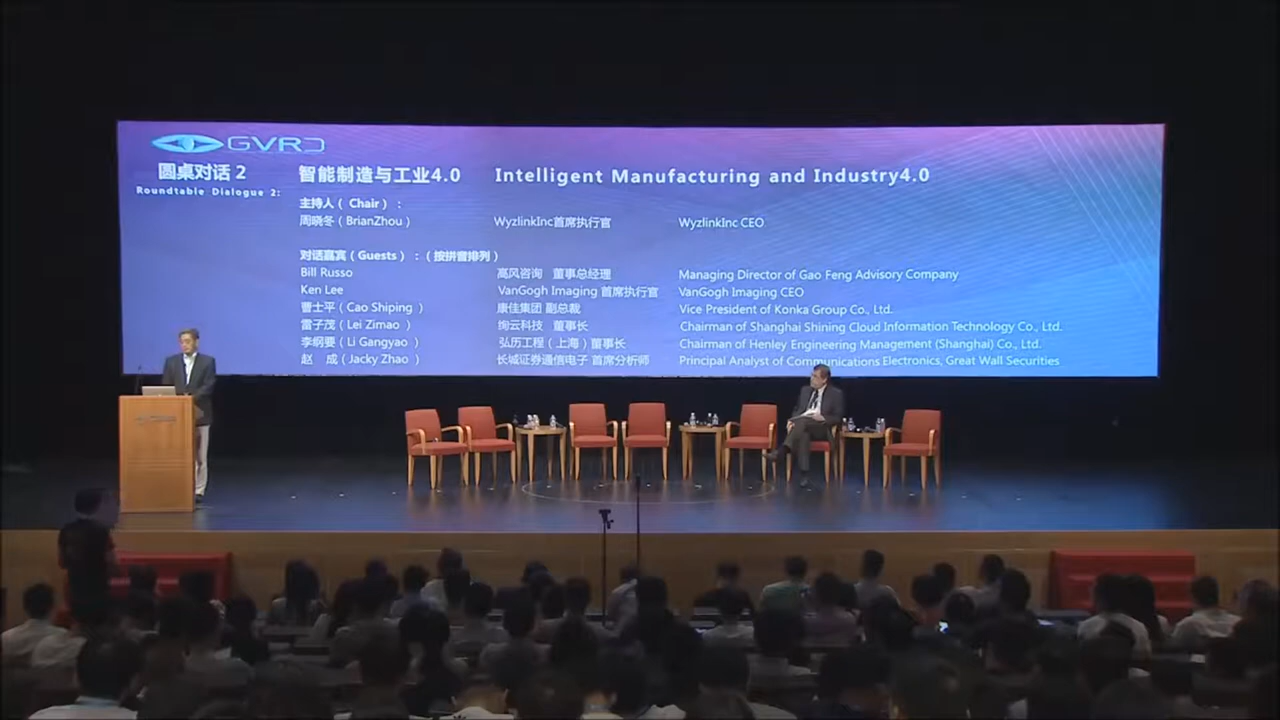 GVRD
圆桌对话 2 智能制造与工业4.0 Intelligent Manufacturing and Industry4.0
Roundtable Dialogue 2:
主持人（ Chair ）：
周晓冬（BrianZhou ） WyzlinkInc首席执行官 WyzlinkInc CEO
对话嘉宾（Guests ）：（按拼音排列）
Bill Russo 高风咨询 董事总经理 Managing Director of Gao Feng Advisory Company
Ken Lee VanGogh Imaging 首席执行官 VanGogh Imaging CEO
曹士平（Cao Shiping ） 康佳集团 副总裁 Vice President of Konka Group Co., Ltd.
雷子茂（Lei Zimao ） 绚云科技 董事长 Chairman of Shanghai Shining Cloud Information Technology Co., Ltd.
李纲要（Li Gangyao ） 弘历工程（上海）董事长 Chairman of Henley Engineering Management (Shanghai) Co., Ltd.
赵 成（Jacky Zhao ） 长城证券通信电子 首席分析师 Principal Analyst of Communications Electronics, Great Wall Securities